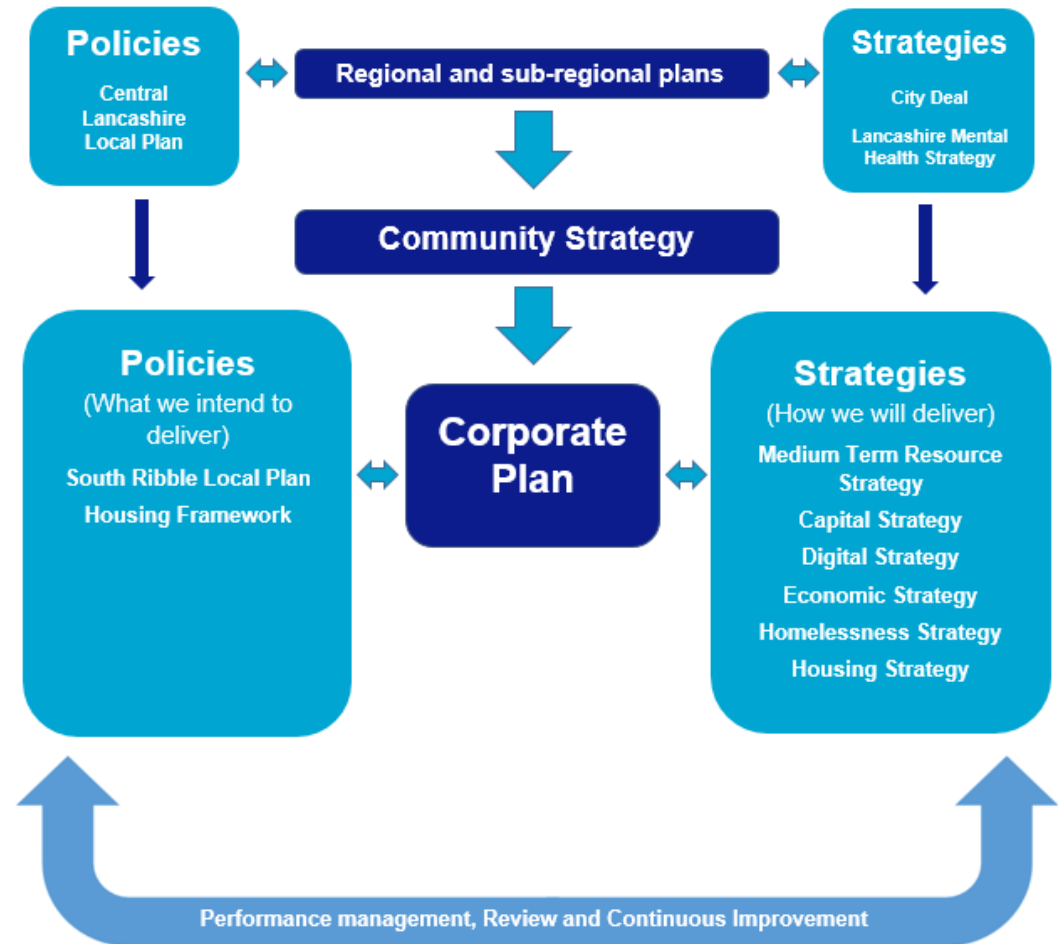 Policies
Central
Lancashire
Local Plan
Regional and sub-regional plans
Strategies
City Deal
Lancashire Mental
Health Strategy
Community Strategy
Policies
(What we intend to
deliver)
South Ribble Local Plan
Housing Framework
Corporate
Plan
Strategies
(How we will deliver)
Medium Term Resource
Strategy
Capital Strategy
Digital Strategy
Economic Strategy
Homelessness Strategy
Housing Strategy
Performance management, Review and Continuous Improvement